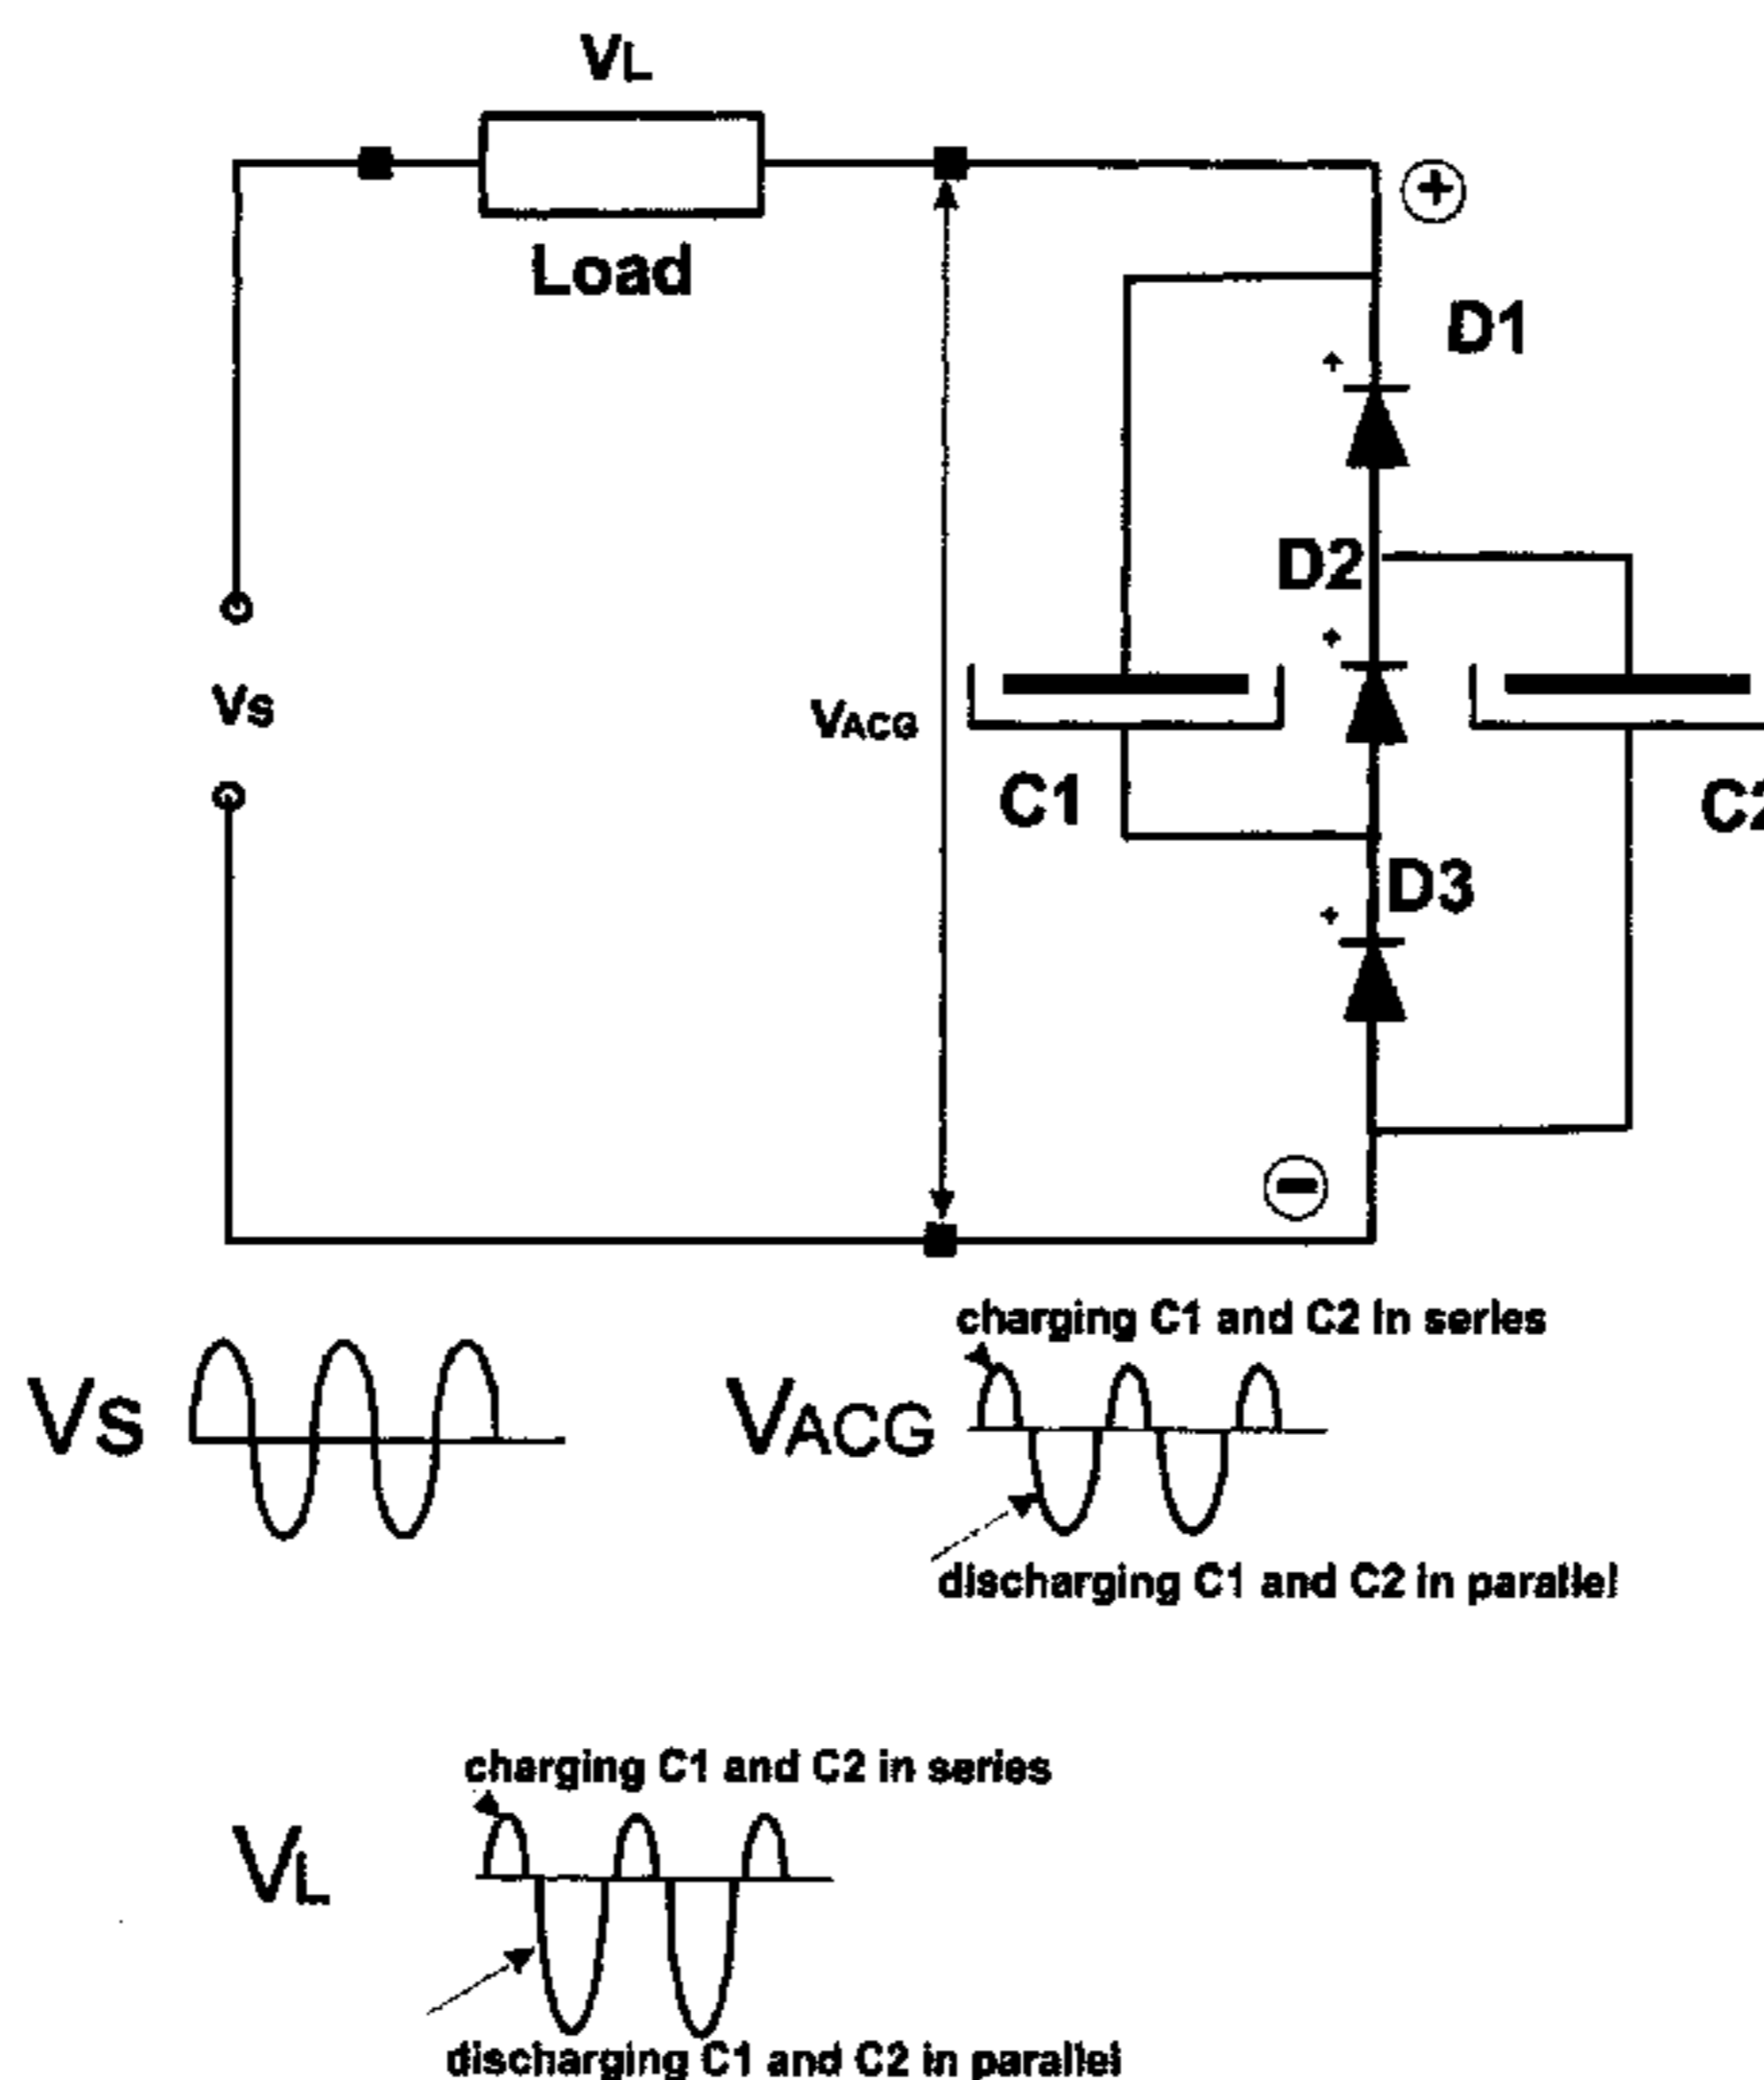 VL
Load
+
D1
+
D2
+
VS
VACG
C1
C2
D3
+
-
charging C1 and C2 in series
VS
VACG
discharging C1 and C2 in parallel
charging C1 and C2 in series
VL
discharging C1 and C2 in parallel